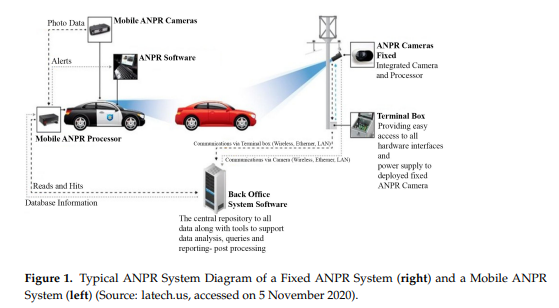 Photo Data
Mobile ANPR Cameras
ANPR Software
Alerts
Mobile ANPR Processor
ANPR Cameras
Fixed
Integrated Camera
and Processor
Terminal Box
Providing easy
access to all
hardware interfaces
and
power supply to
deployed fixed
ANPR Camera
Communications via Terminal box (Wireless, Ethernet, LAN)
Communications via Camera (Wireless, Ethernet, LAN)
Reads and Hits
Database Information
Back Office
System Software
The central repository to all
data along with tools to support
data analysis, queries and
reporting- post processing
Figure 1. Typical ANPR System Diagram of a Fixed ANPR System (right) and a Mobile ANPR
System (left) (Source: latech.us, accessed on 5 November 2020).